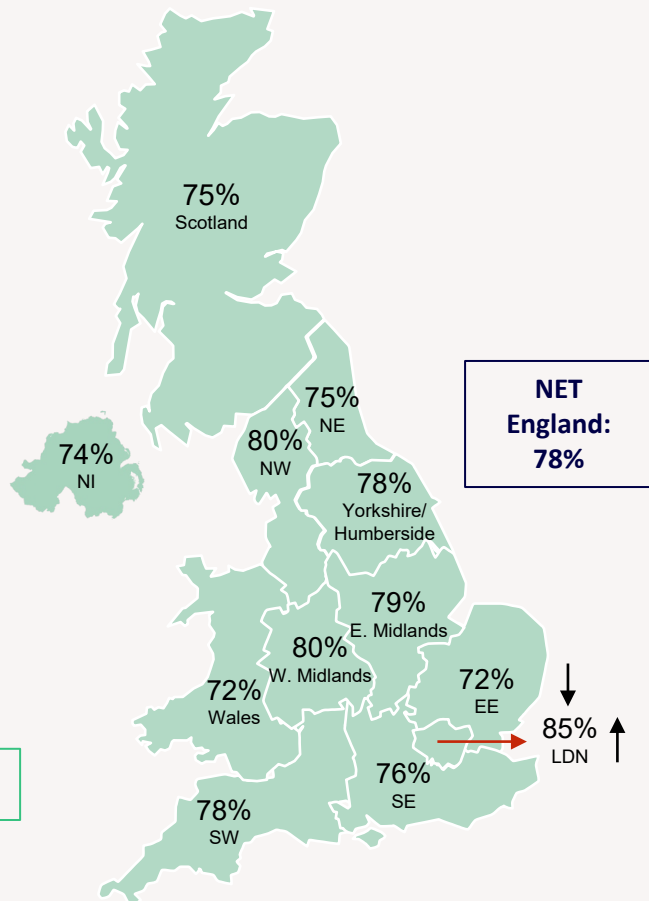 75%
Scotland
75%
NE
NET
England:
78%
80%
NW
74%
NI
78%
Yorkshire/
Humberside
79%
E. Midlands
80%
W. Midlands
72%
Wales
72%
EE
85%
LDN
76%
SE
78%
SW